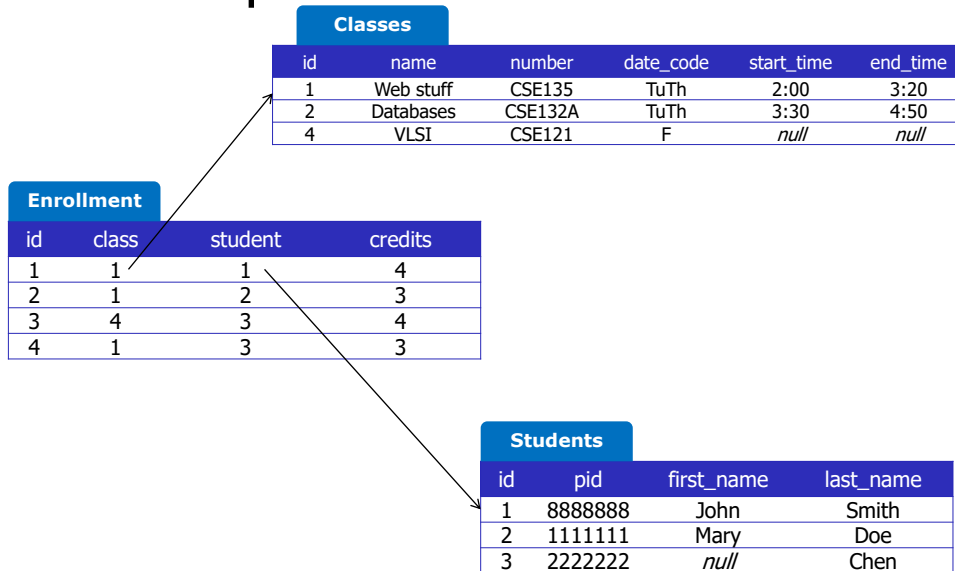 Classes
id name number date_code start_time end_time
1 Web stuff CSE135 TuTh 2:00 3:20
2 Databases CSE132A TuTh 3:30 4:50
4 VLSI CSE121 F null null
Enrollment
id class student credits
1 1 1 4
2 1 2 3
3 4 3 4
4 1 3 3
Students
id pid first_name last_name
1 8888888 John Smith
2 1111111 Mary Doe
3 2222222 null Chen